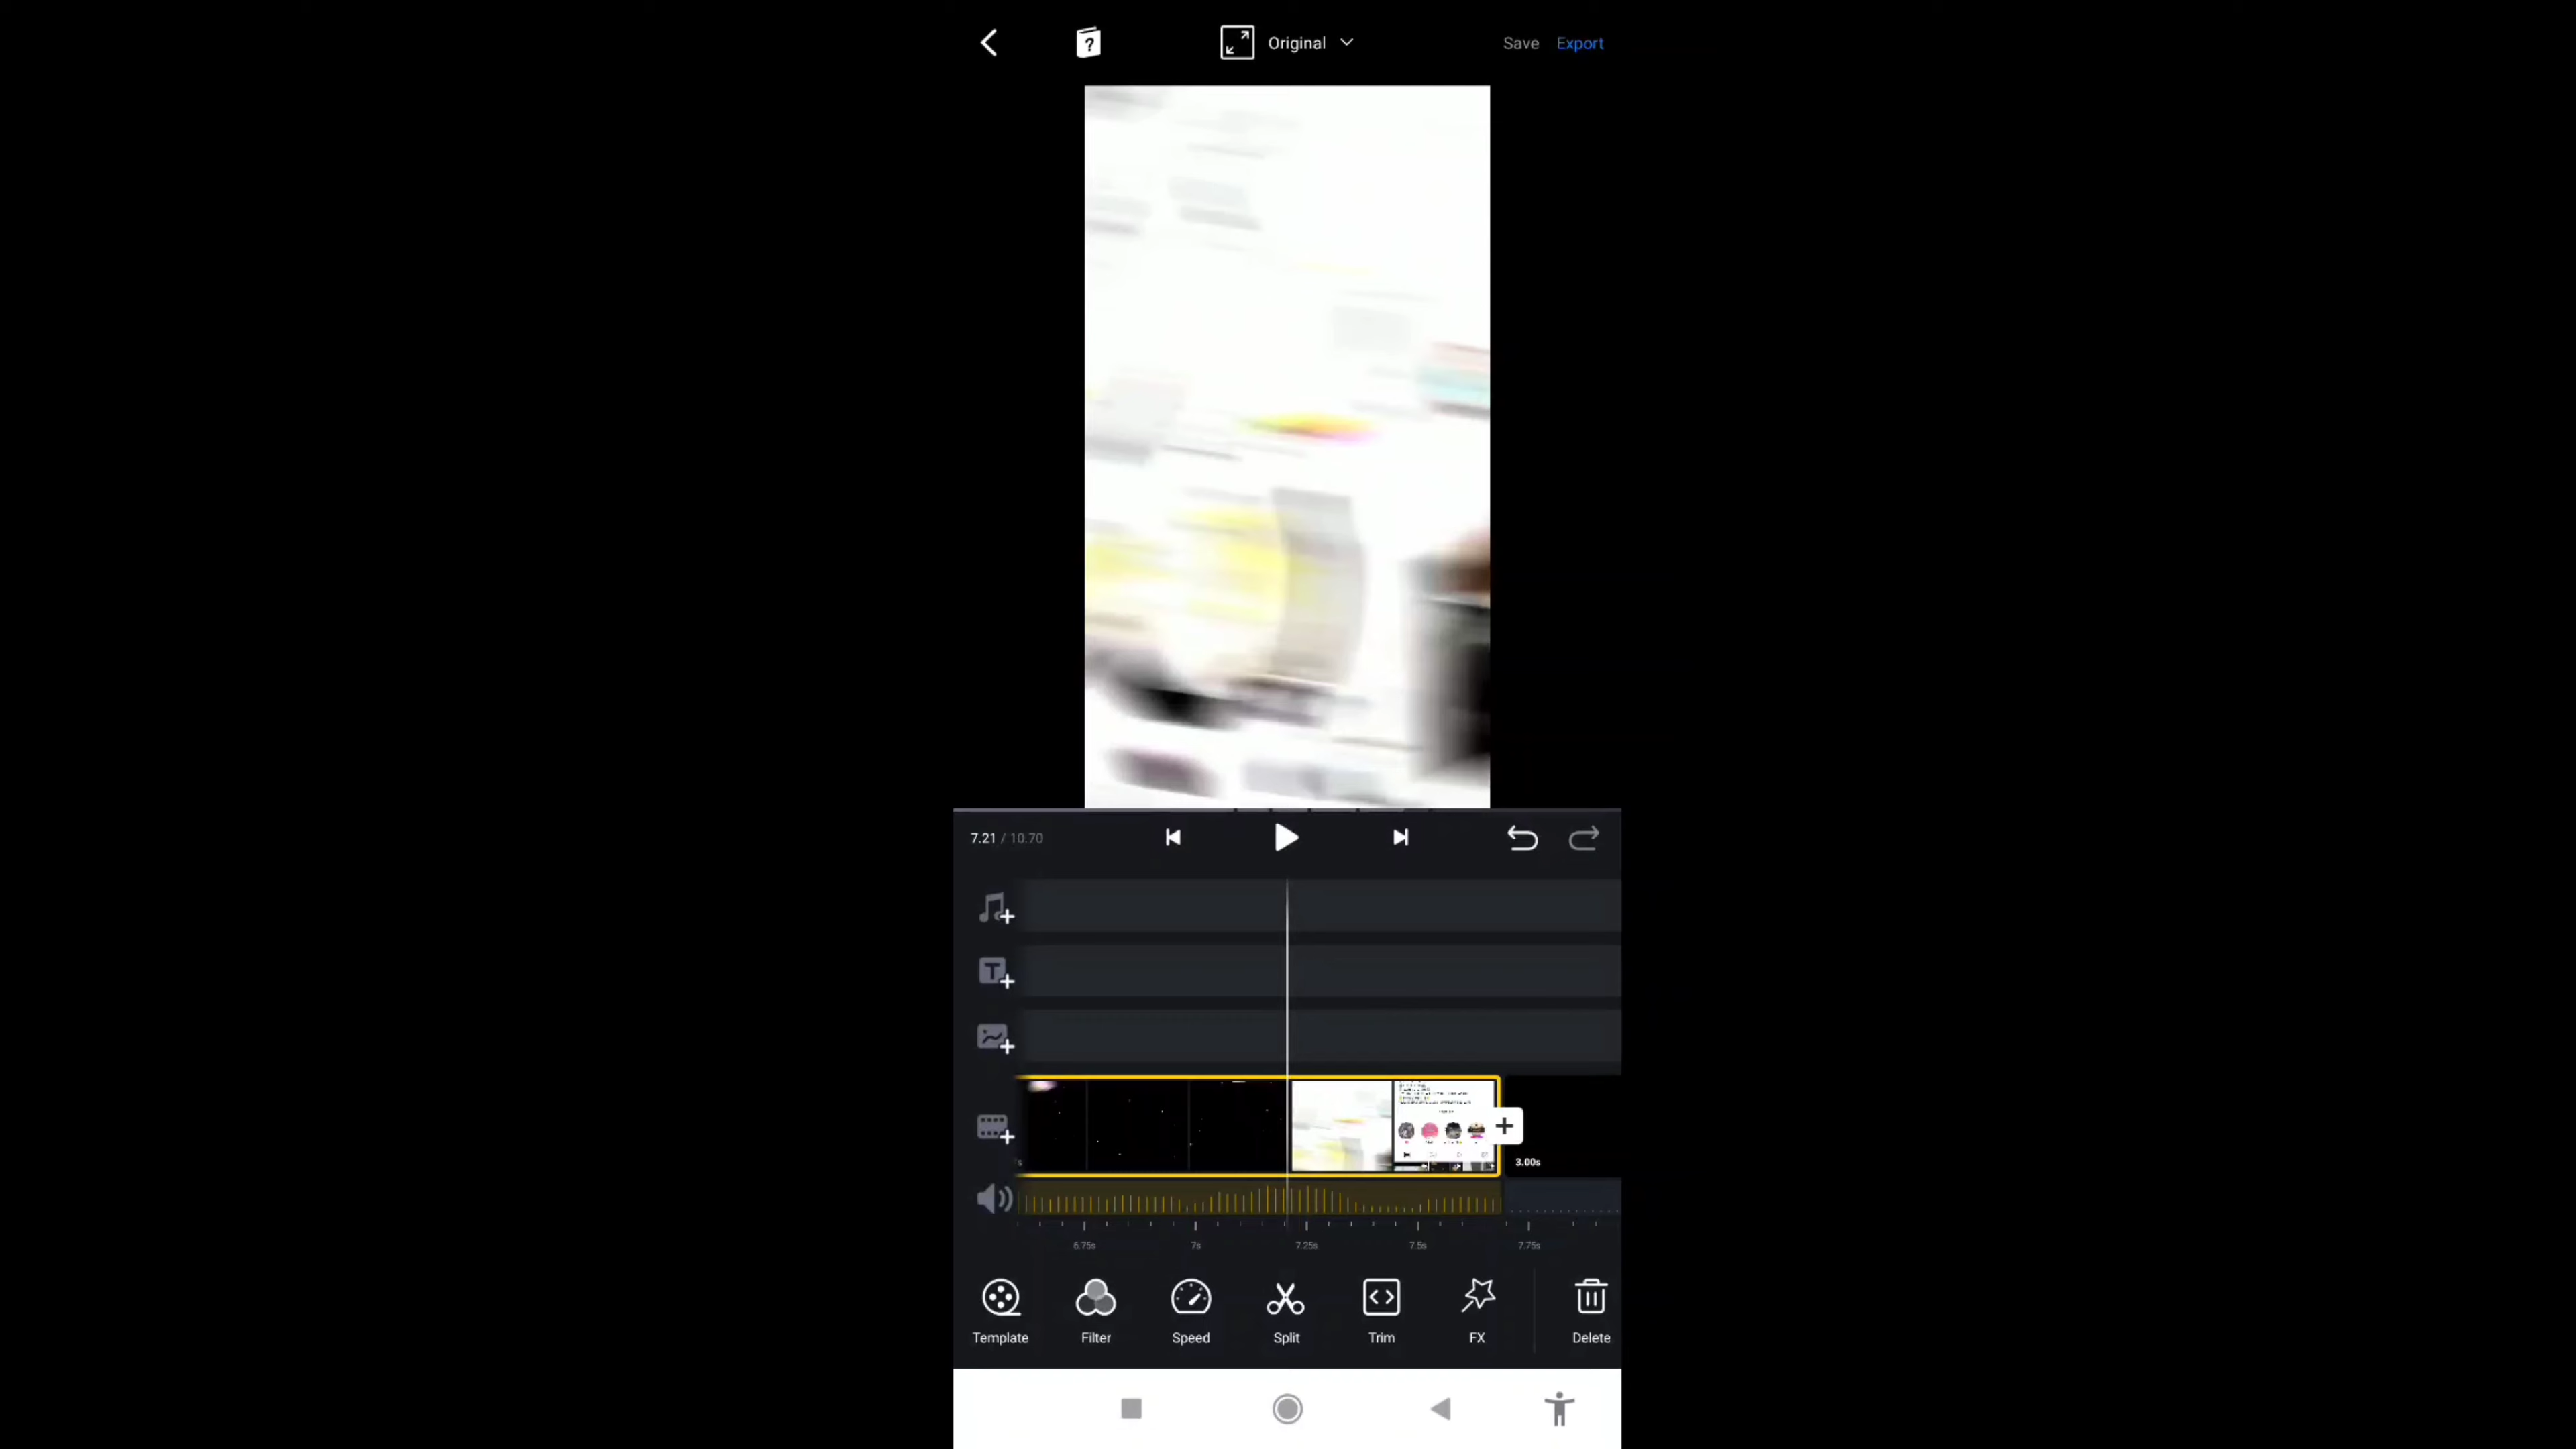 Original
Save
Export
7.21 / 10.70
3.00s
6.75s
7s
7.25s
7.5s
7.75s
Template
Filter
Speed
Split
Trim
FX
Delete